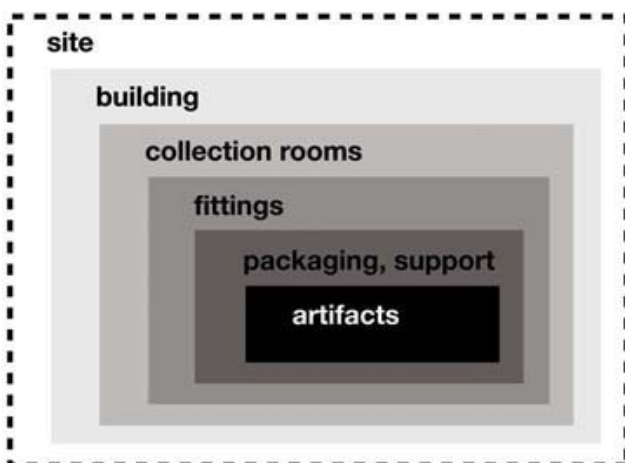 site
building
collection rooms
fittings
packaging, support
artifacts